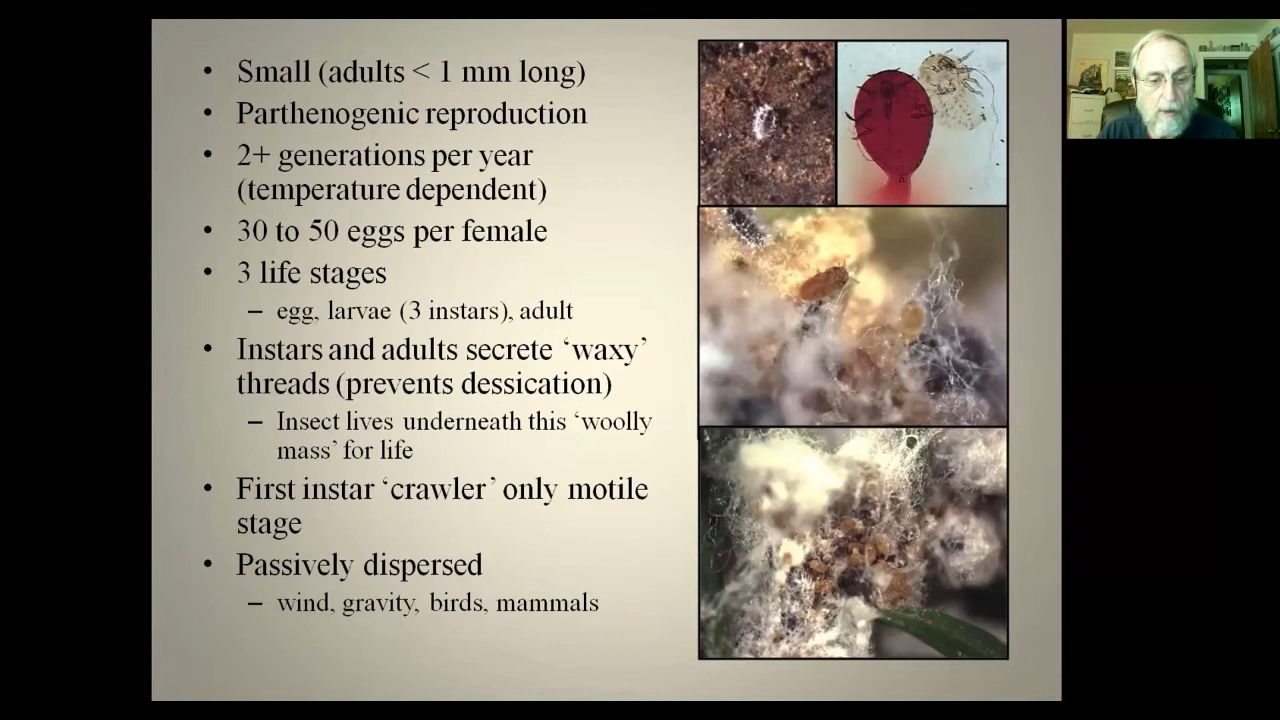 • Small (adults < 1 mm long)
• Parthenogenic reproduction
• 2+ generations per year
(temperature dependent)
• 30 to 50 eggs per female
• 3 life stages
– egg, larvae (3 instars), adult
• Instars and adults secrete ‘waxy’
threads (prevents dessication)
– Insect lives underneath this ‘woolly
mass’ for life
• First instar ‘crawler’ only motile
stage
• Passively dispersed
– wind, gravity, birds, mammals